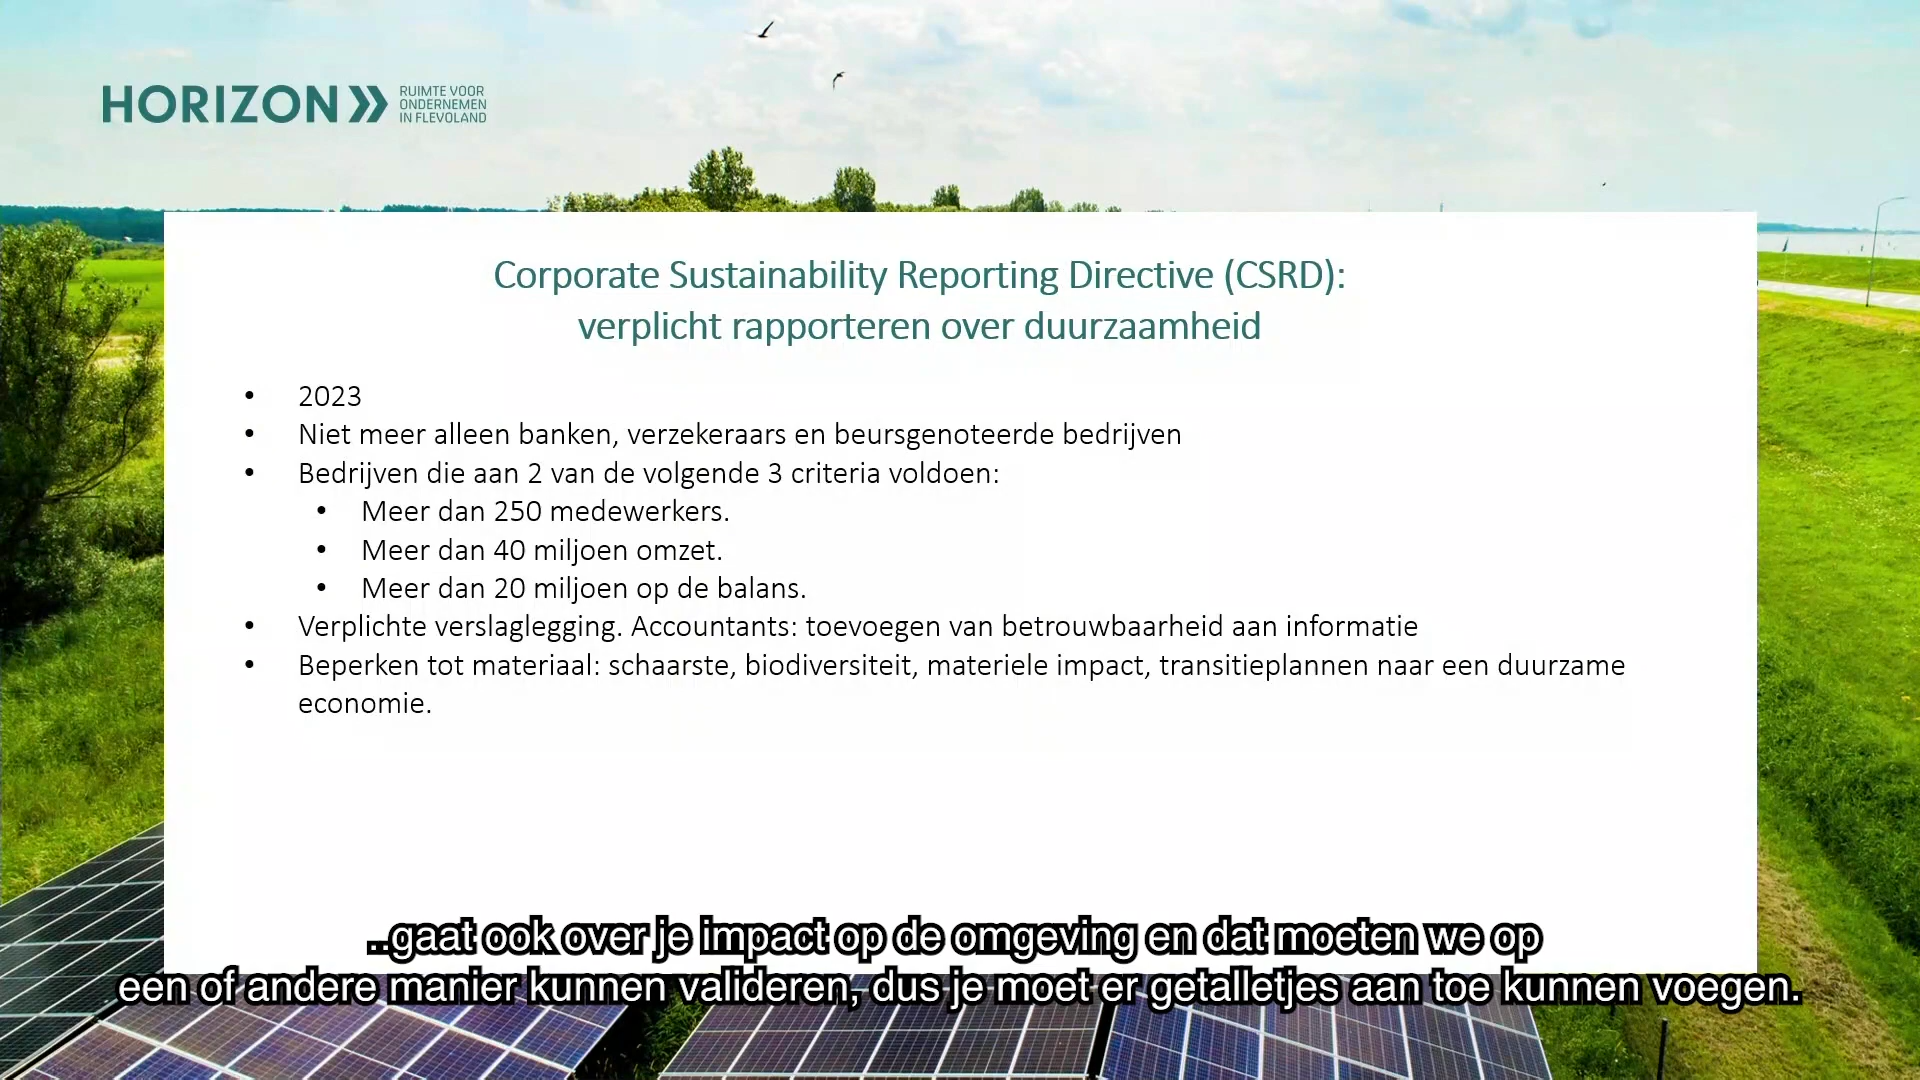 HORIZON
RUIMTE VOOR
ONDERNEMEN
IN FLEVOLAND
Corporate Sustainability Reporting Directive (CSRD):
verplicht rapporteren over duurzaamheid
• 2023
• Niet meer alleen banken, verzekeraars en beursgenoteerde bedrijven
• Bedrijven die aan 2 van de volgende 3 criteria voldoen:
• Meer dan 250 medewerkers.
• Meer dan 40 miljoen omzet.
• Meer dan 20 miljoen op de balans.
• Verplichte verslaglegging. Accountants: toevoegen van betrouwbaarheid aan informatie
• Beperken tot materiaal: schaarste, biodiversiteit, materiele impact, transitieplannen naar een duurzame
economie.
..gaat ook over je impact op de omgeving en dat moeten we op
een of andere manier kunnen valideren, dus je moet er getalletjes aan toe kunnen voegen.